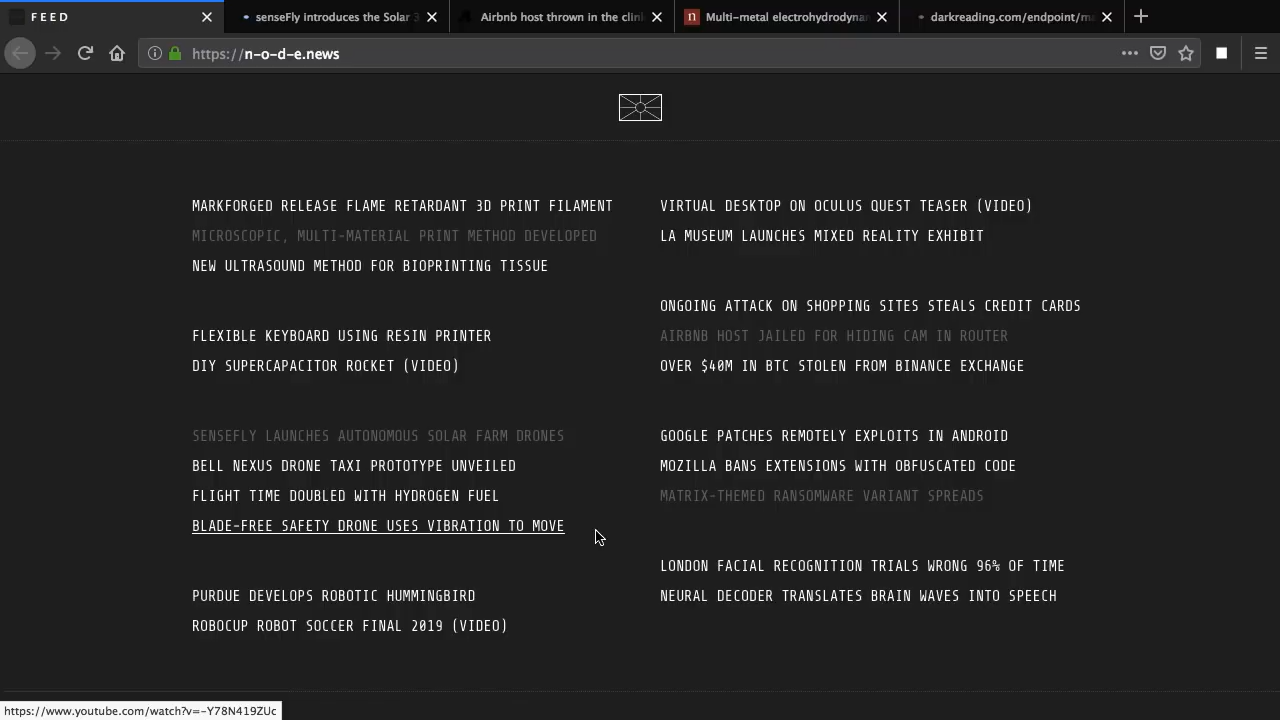 FEED
senseFly introduces the Solar 3
Airbnb host thrown in the clin
n
Multi-metal electrohydrodyna
darkreading.com/endpoint/m
https://n-o-d-e.news
MARKFORGED RELEASE FLAME RETARDANT 3D PRINT FILAMENT
MICROSCOPIC, MULTI-MATERIAL PRINT METHOD DEVELOPED
NEW ULTRASOUND METHOD FOR BIOPRINTING TISSUE
FLEXIBLE KEYBOARD USING RESIN PRINTER
DIY SUPERCAPACITOR ROCKET (VIDEO)
SENSEFLY LAUNCHES AUTONOMOUS SOLAR FARM DRONES
BELL NEXUS DRONE TAXI PROTOTYPE UNVEILED
FLIGHT TIME DOUBLED WITH HYDROGEN FUEL
BLADE-FREE SAFETY DRONE USES VIBRATION TO MOVE
PURDUE DEVELOPS ROBOTIC HUMMINGBIRD
ROBOCUP ROBOT SOCCER FINAL 2019 (VIDEO)
VIRTUAL DESKTOP ON OCULUS QUEST TEASER (VIDEO)
LA MUSEUM LAUNCHES MIXED REALITY EXHIBIT
ONGOING ATTACK ON SHOPPING SITES STEALS CREDIT CARDS
AIRBNB HOST JAILED FOR HIDING CAM IN ROUTER
OVER $40M IN BTC STOLEN FROM BINANCE EXCHANGE
GOOGLE PATCHES REMOTELY EXPLOITS IN ANDROID
MOZILLA BANS EXTENSIONS WITH OBFUSCATED CODE
MATRIX-THEMED RANSOMWARE VARIANT SPREADS
LONDON FACIAL RECOGNITION TRIALS WRONG 96% OF TIME
NEURAL DECODER TRANSLATES BRAIN WAVES INTO SPEECH
https://www.youtube.com/watch?v=-Y78N419ZUc